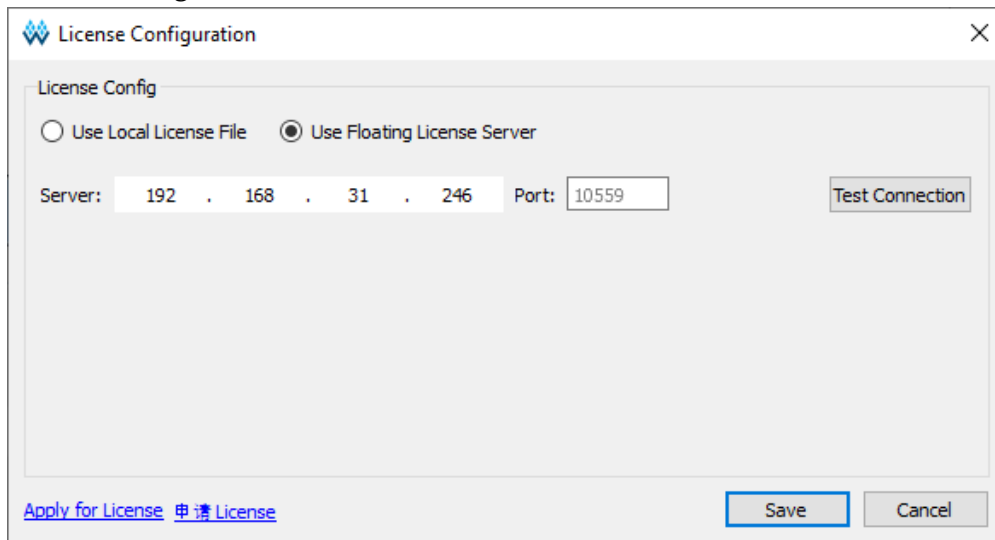 License Configuration
License Config
Use Local License File Use Floating License Server
Server: 192 . 168 . 31 . 246 Port: 10559 Test Connection
Apply for License 申请 License Save Cancel